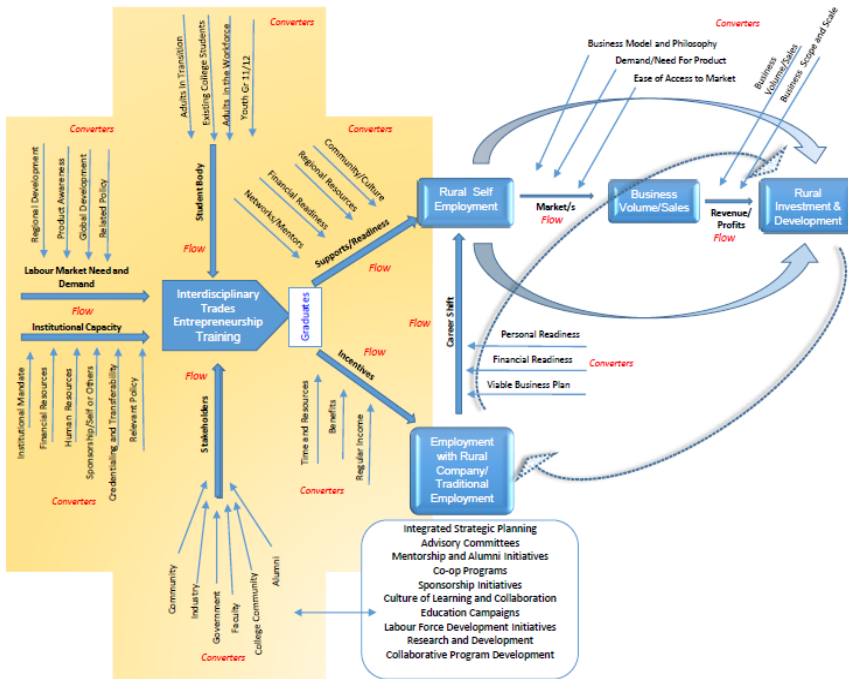 Converters
Adults In Transition
Existing College Students
Adults in the Workforce
Youth Gr 11/12
Student Body
Flow
Converters
Regional Development
Product Awareness
Global Development
Related Policy
Labour Market Need and
Demand
Flow
Institutional Capacity
Institutional Mandate
Financial Resources
Human Resources
Sponsorship/Self or Others
Credentialing and Transferability
Relevant Policy
Converters
Interdisciplinary
Trades
Entrepreneurship
Training
Graduates
Flow
Stakeholders
Community
Industry
Government
Faculty
College Community
Alumni
Converters
Converters
Networks/Mentors
Financial Readiness
Regional Resources
Community/Culture
Supports/Readiness
Flow
Flow
Incentives
Time and Resources
Benefits
Regular Income
Converters
Rural Self
Employment
Business Model and Philosophy
Demand/Need For Product
Ease of Access to Market
Market/s
Flow
Business
Volume/Sales
Converters
Business
Volume/Sales
Business Scope and Scale
Revenue/
Profits
Flow
Rural
Investment &
Development
Flow
Career Shift
Personal Readiness
Financial Readiness
Viable Business Plan
Converters
Employment
with Rural
Company/
Traditional
Employment
Integrated Strategic Planning
Advisory Committees
Mentorship and Alumni Initiatives
Co-op Programs
Sponsorship Initiatives
Culture of Learning and Collaboration
Education Campaigns
Labour Force Development Initiatives
Research and Development
Collaborative Program Development